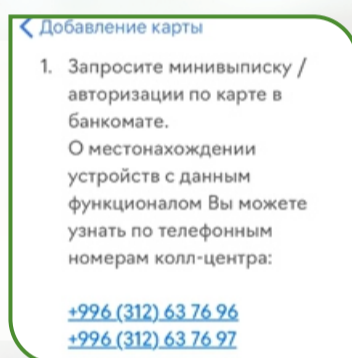 Добавление карты
1. Запросите минивыписку /
авторизации по карте в
банкомате.
О местонахождении
устройств с данным
функционалом Вы можете
узнать по телефонным
номерам колл-центра:
+996 (312) 63 76 96
+996 (312) 63 76 97